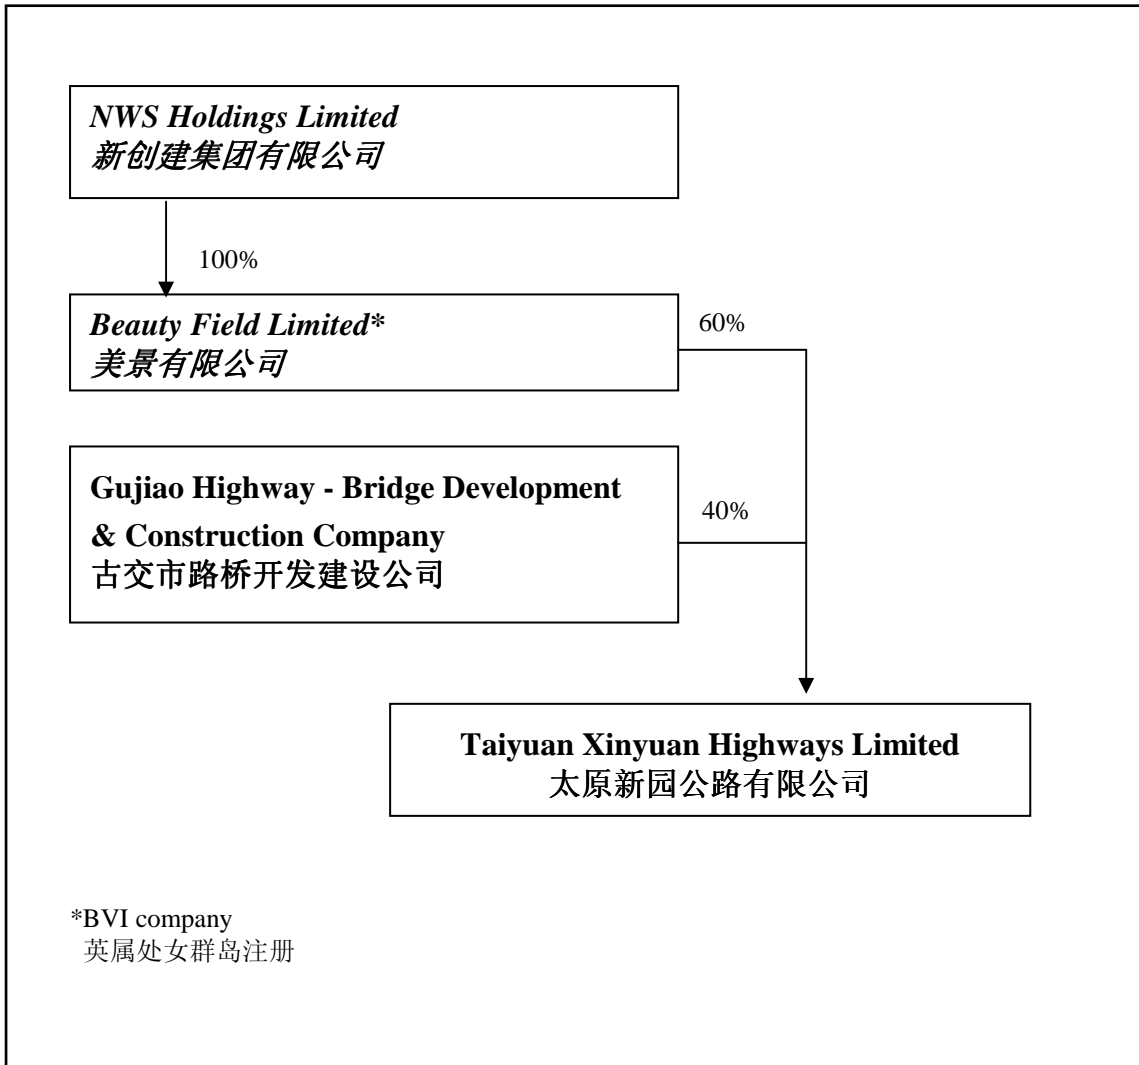 NWS Holdings Limited
新创建集团有限公司
100%
Beauty Field Limited*
美景有限公司
60%
Gujiao Highway - Bridge Development
& Construction Company
古交市路桥开发建设公司
40%
Taiyuan Xinyuan Highways Limited
太原新园公路有限公司
*BVI company
英属处女群岛注册